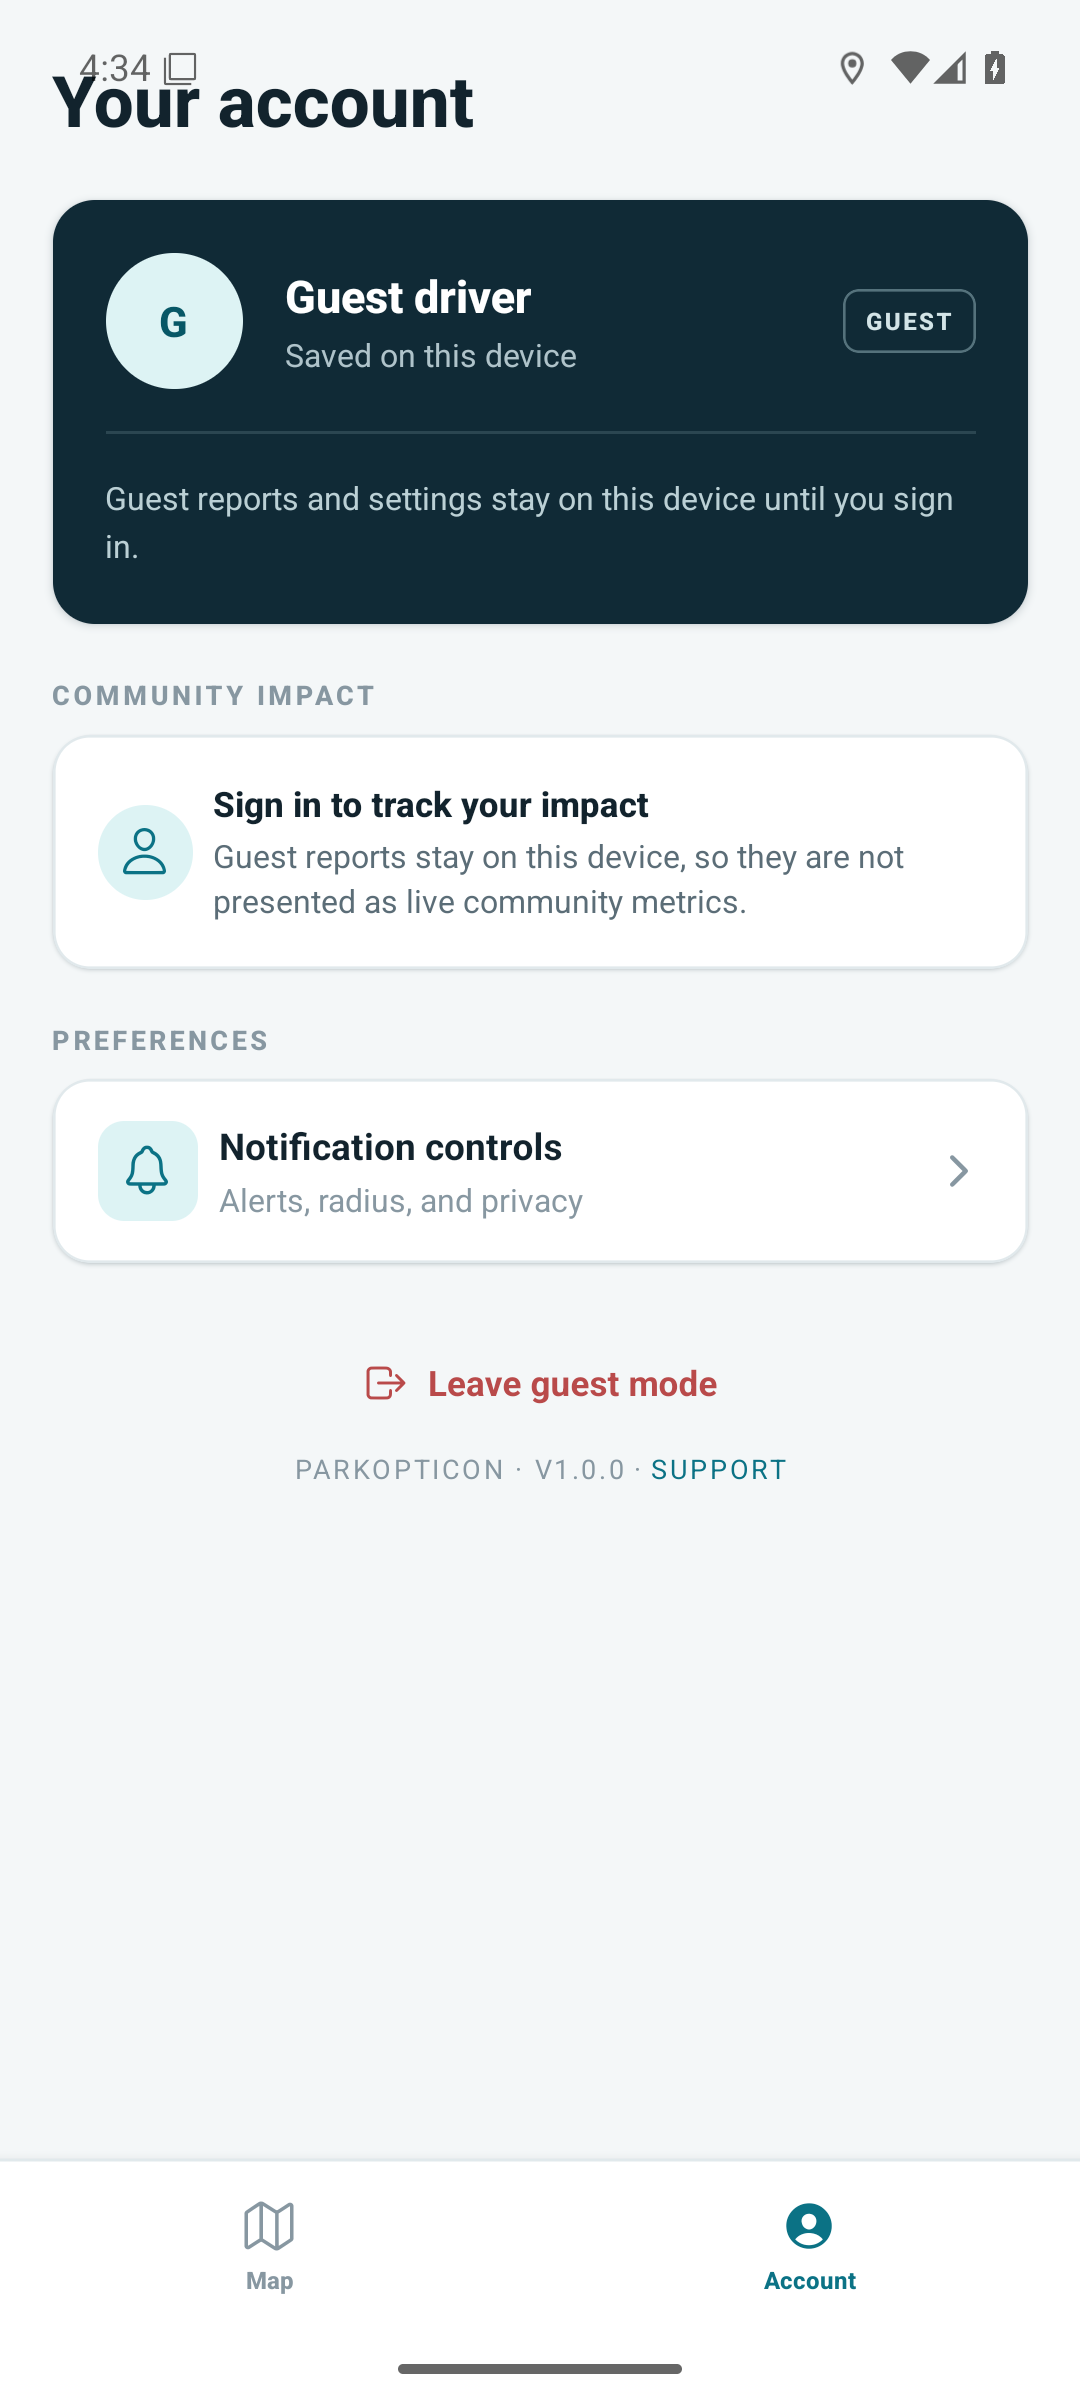 4:34
Your account
G
Guest driver
Saved on this device
GUEST
Guest reports and settings stay on this device until you sign
in.
COMMUNITY IMPACT
Sign in to track your impact
Guest reports stay on this device, so they are not
presented as live community metrics.
PREFERENCES
Notification controls
Alerts, radius, and privacy
Leave guest mode
PARKOPTICON · V1.0.0 · SUPPORT
Map
Account